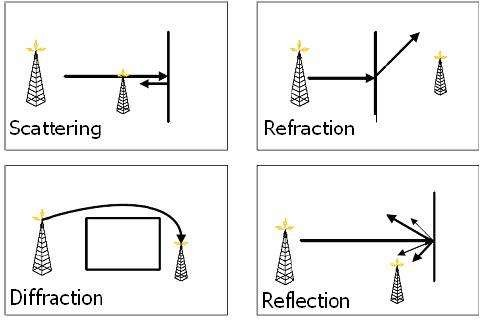 Scattering
Refraction
Diffraction
Reflection